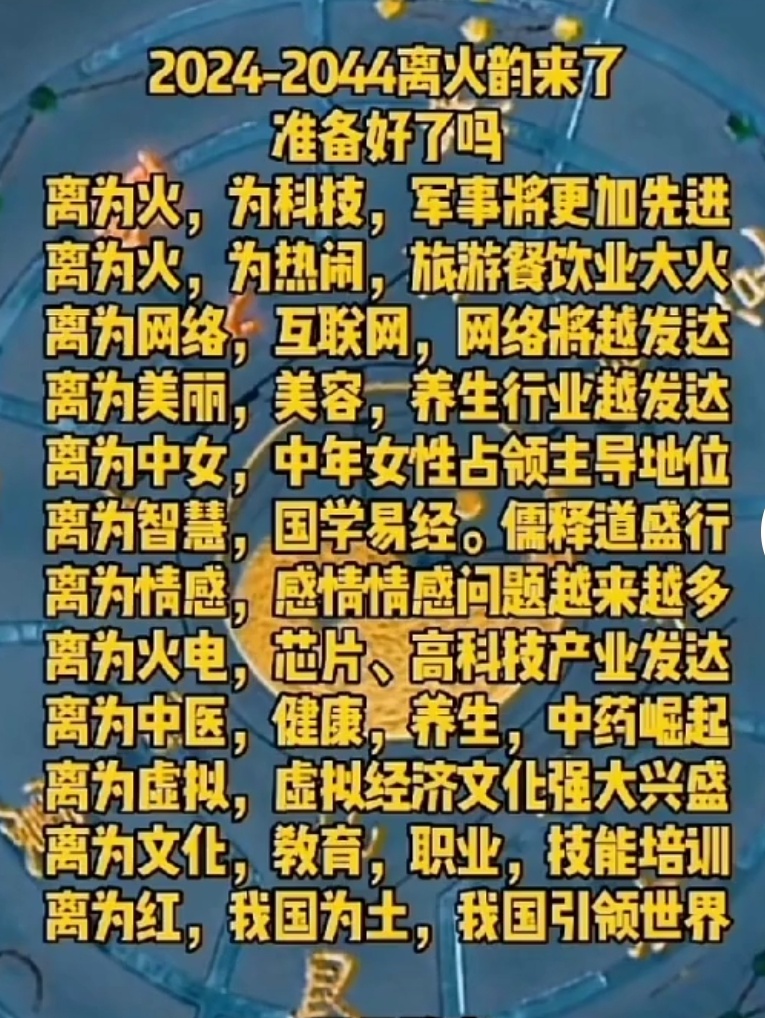 2024-2044离火韵来了
准备好了吗
离为火，为科技，军事将更加先进
离为火，为热闹，旅游餐饮业大火
离为网络，互联网，网络将越发达
离为美丽，美容，养生行业越发达
离为中女，中年女性占领主导地位
离为智慧，国学易经。儒释道盛行
离为情感，感情情感问题越来越多
离为火电，芯片、高科技产业发达
离为中医，健康，养生，中药崛起
离为虚拟，虚拟经济文化强大兴盛
离为文化，教育，职业，技能培训
离为红，我国为土，我国引领世界